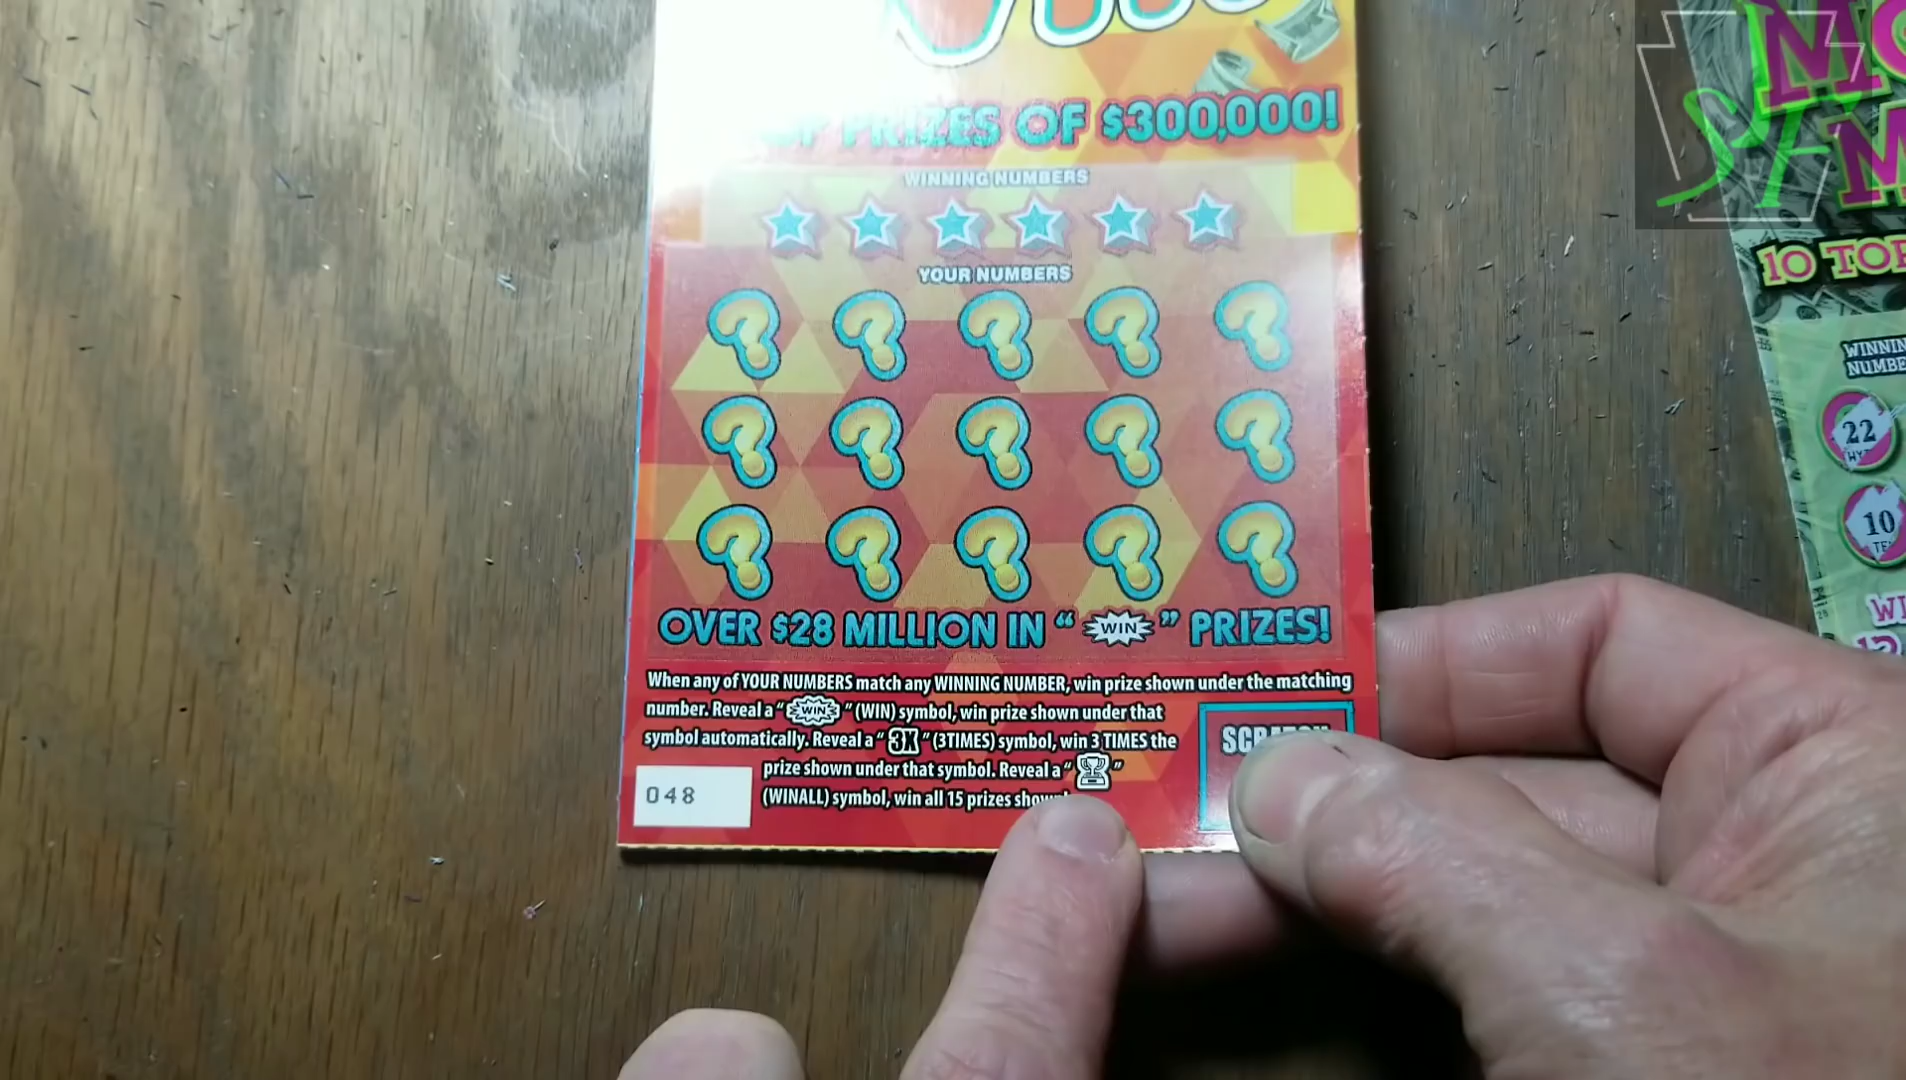 PRIZES OF $300,000!
WINNING NUMBERS
YOUR NUMBERS
OVER $28 MILLION IN " WIN " PRIZES!
When any of YOUR NUMBERS match any WINNING NUMBER, win prize shown under the matching
number. Reveal a " WIN " (WIN) symbol, win prize shown under that
symbol automatically. Reveal a " 3X " (3TIMES) symbol, win 3 TIMES the
prize shown under that symbol. Reveal a " "
(WINALL) symbol, win all 15 prizes
048
10
22
10